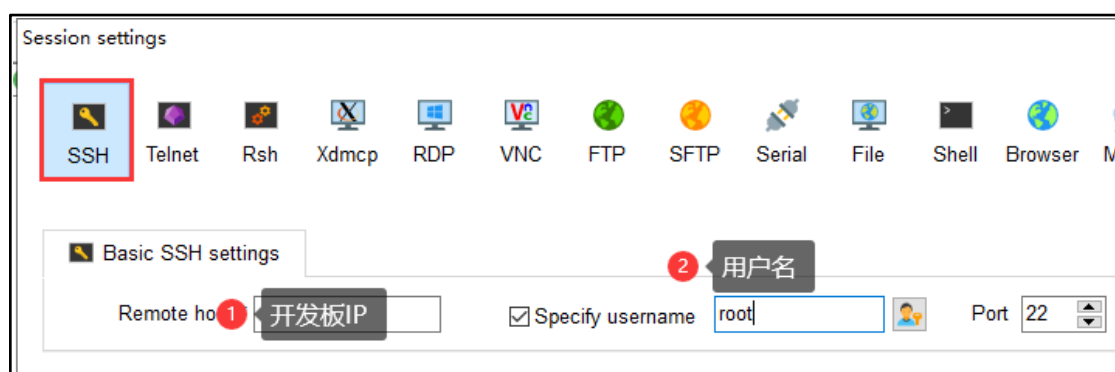 Session settings
SSH Telnet Rsh Xdmcp RDP VNC FTP SFTP Serial File Shell Browser
Basic SSH settings
2 用户名
Remote ho 1 开发板IP Specify username root Port 22